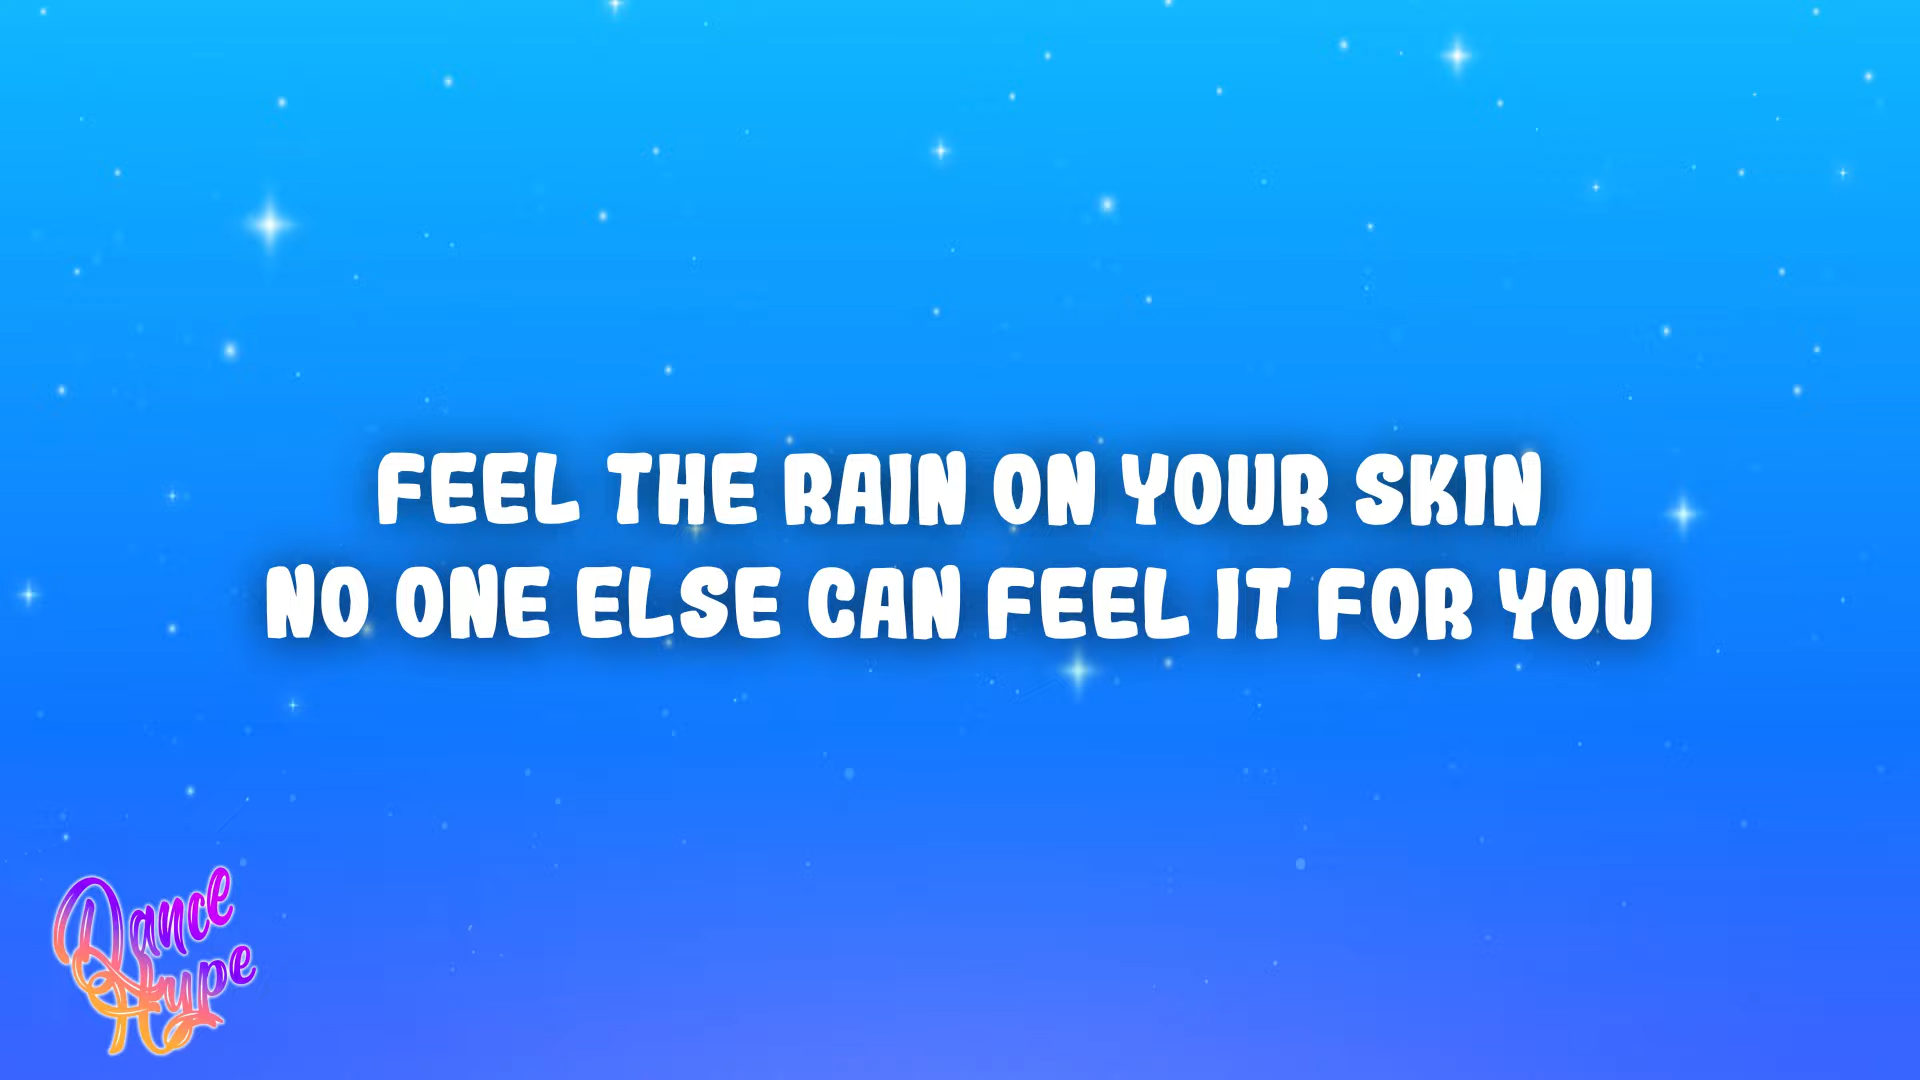 FEEL THE RAIN ON YOUR SKIN
NO ONE ELSE CAN FEEL IT FOR YOU
Dance
Hype